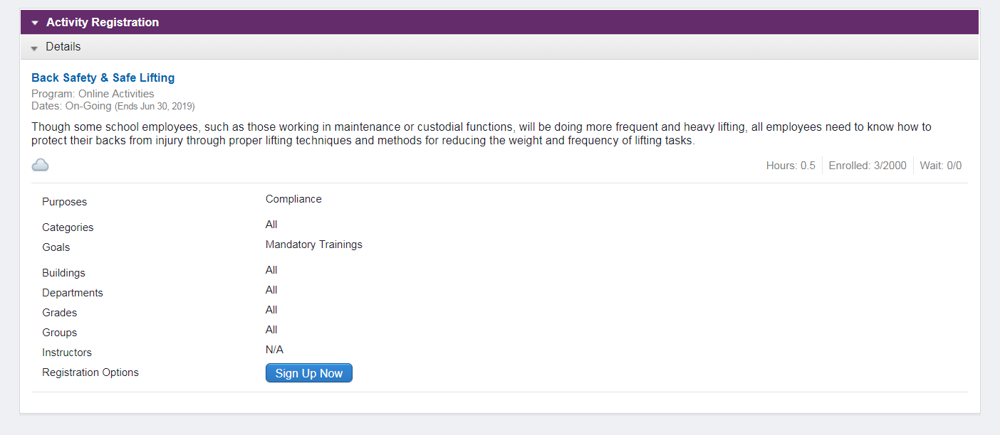 Activity Registration
Details
Back Safety & Safe Lifting
Program: Online Activities
Dates: On-Going (Ends Jun 30, 2019)
Though some school employees, such as those working in maintenance or custodial functions, will be doing more frequent and heavy lifting, all employees need to know how to
protect their backs from injury through proper lifting techniques and methods for reducing the weight and frequency of lifting tasks.
Hours: 0.5 Enrolled: 3/2000 Wait: 0/0
Purposes Compliance
Categories All
Goals Mandatory Trainings
Buildings All
Departments All
Grades All
Groups All
Instructors N/A
Registration Options Sign Up Now